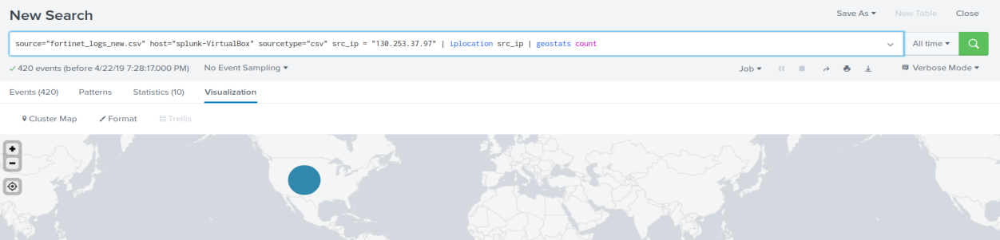 New Search
Save As ▾ New Table Close
source="fortinet_logs_new.csv" host="splunk-VirtualBox" sourcetype="csv" src_ip = "130.253.37.97" | iplocation src_ip | geostats count
All time ▾
✓ 420 events (before 4/22/19 7:28:17.000 PM) No Event Sampling ▾
Job ▾ Verbose Mode ▾
Events (420) Patterns Statistics (10) Visualization
Cluster Map Format Trellis
+
−